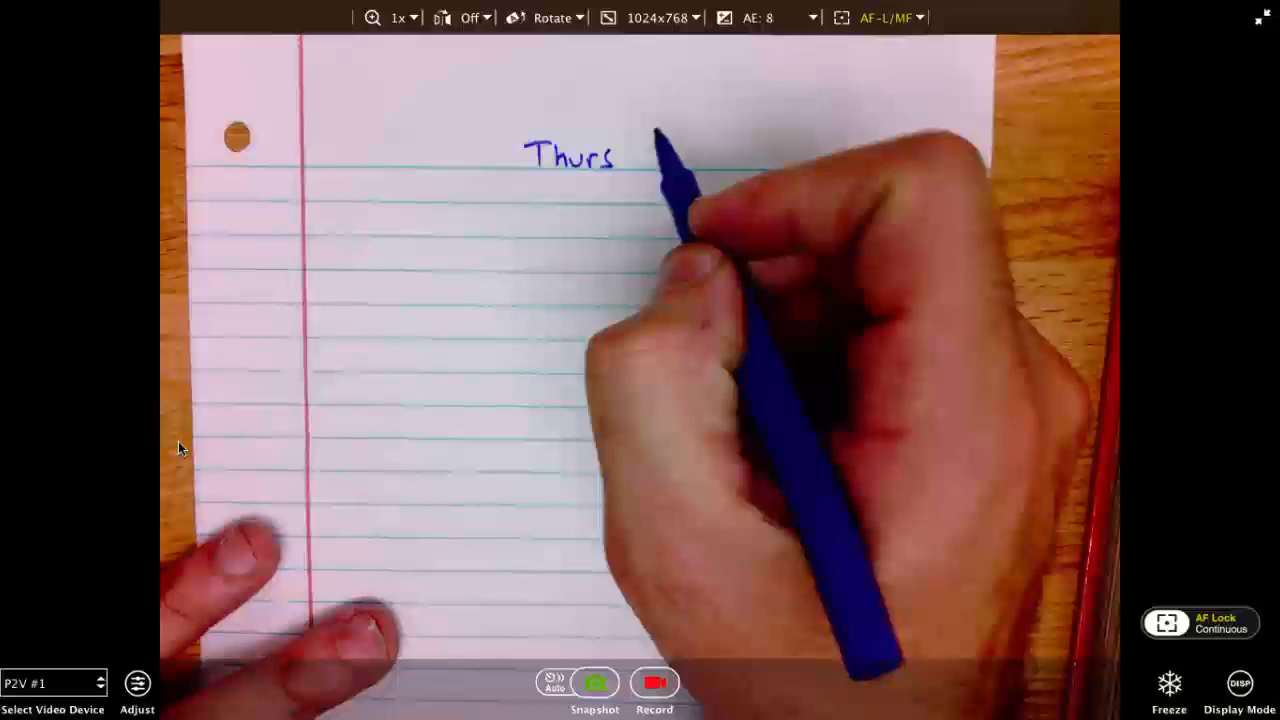 1x Off Rotate 1024x768 AE: 8 AF-L/MF
Thurs
AF Lock
Continuous
P2V #1
Auto
DISP
Select Video Device Adjust Snapshot Record Freeze Display Mode